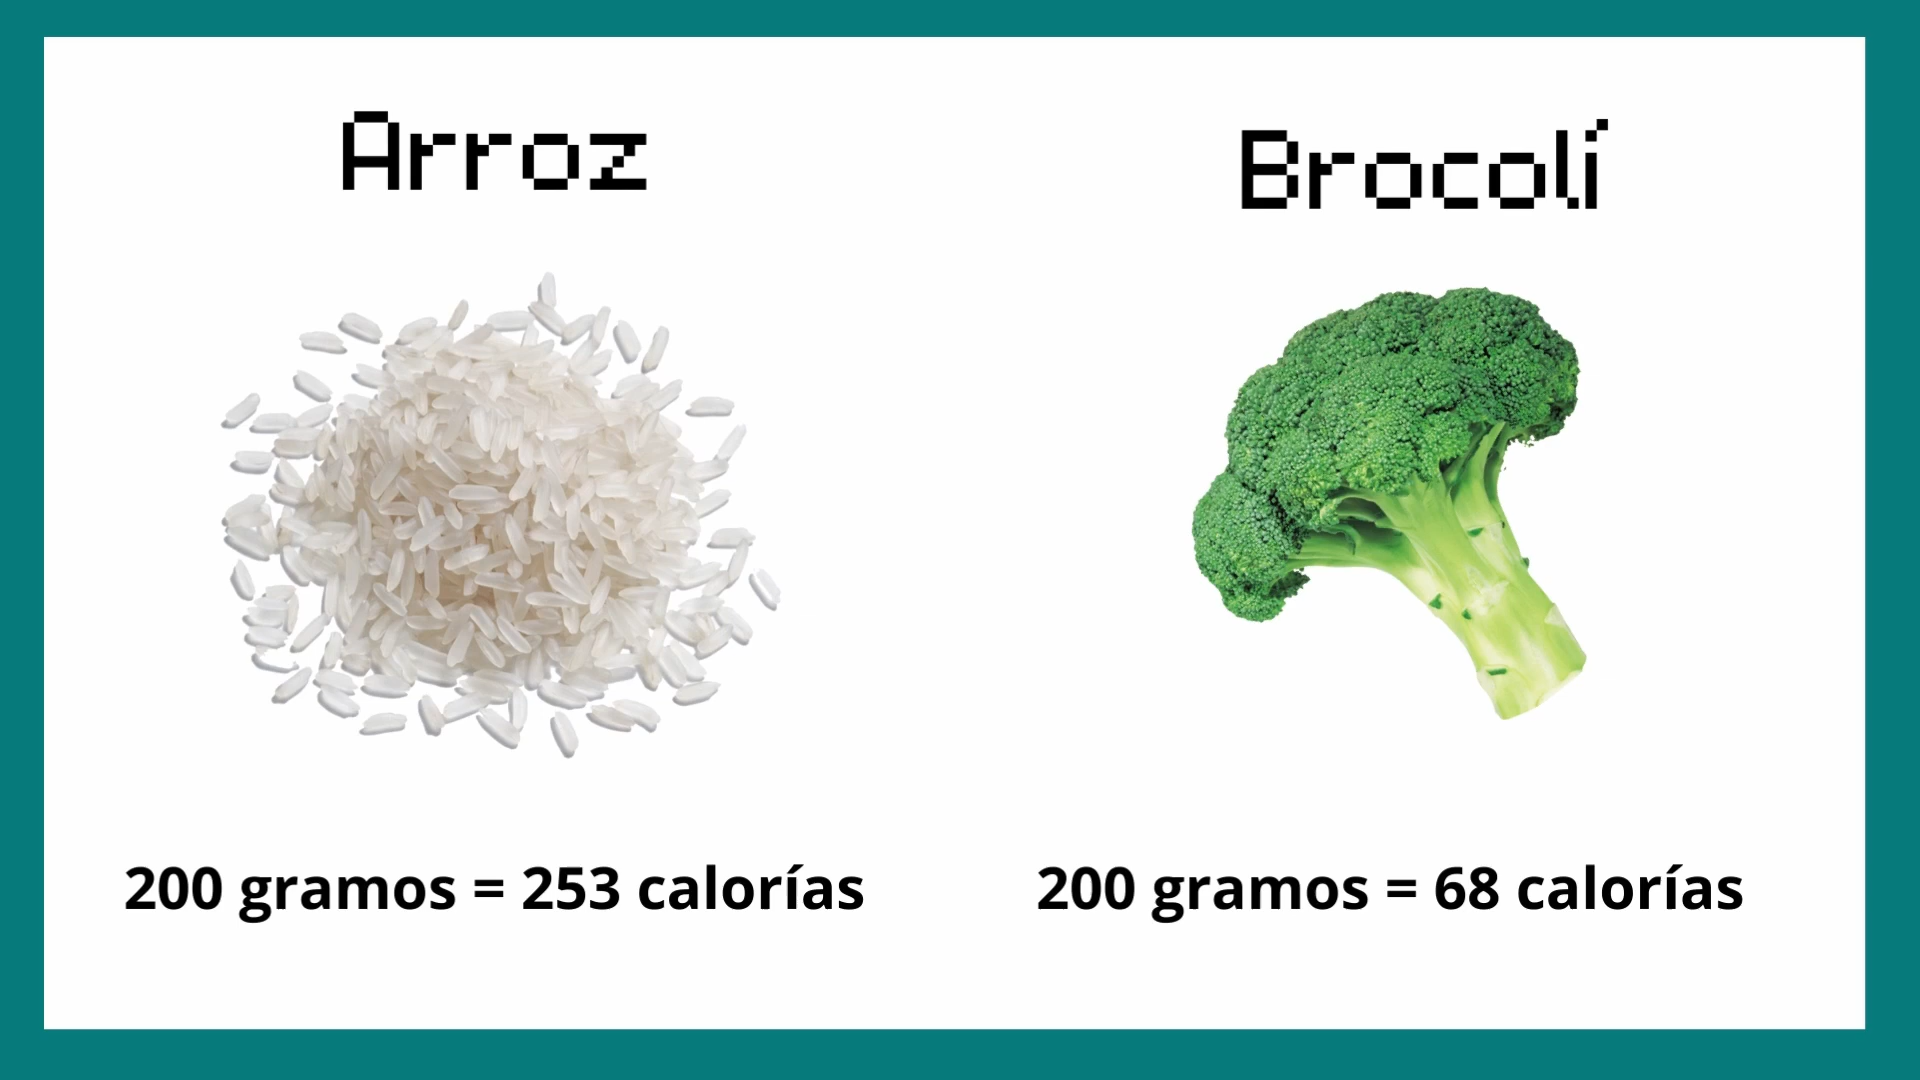 Arroz
Brocolí
200 gramos = 253 calorías
200 gramos = 68 calorías